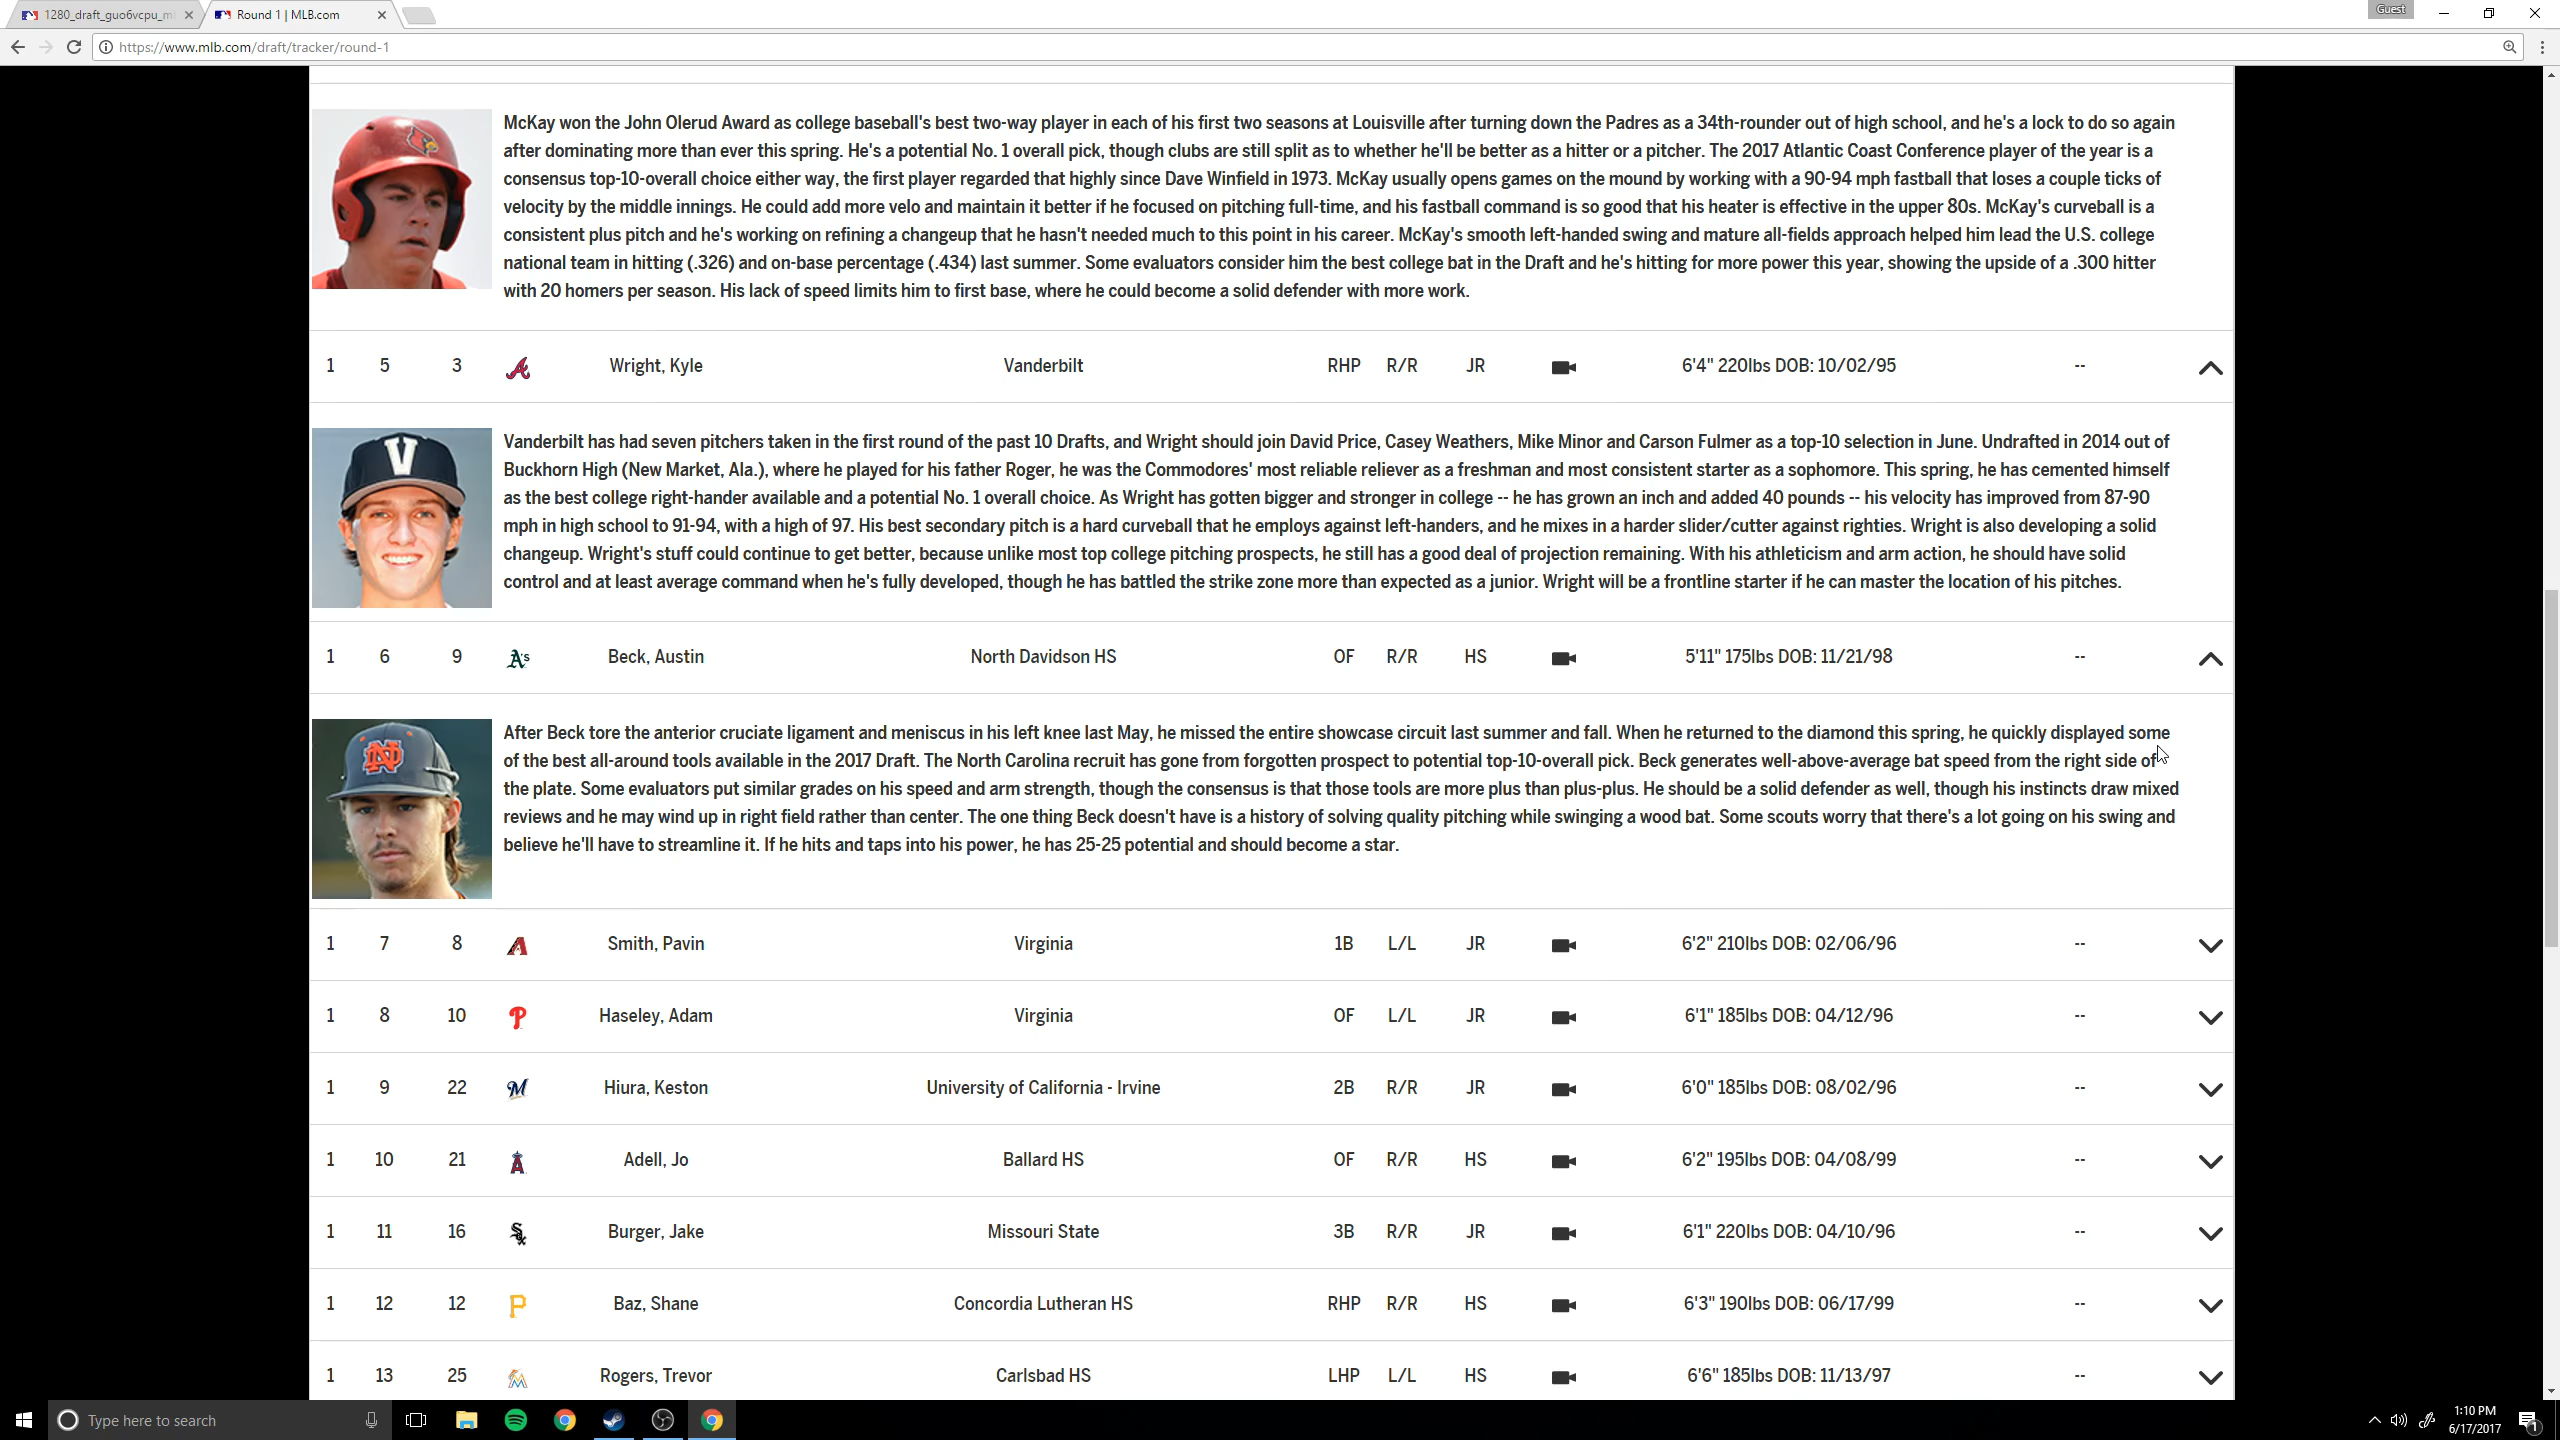 1280_draft_guo6vcpu_m
Round 1 | MLB.com
Guest
https://www.mlb.com/draft/tracker/round-1
McKay won the John Olerud Award as college baseball's best two-way player in each of his first two seasons at Louisville after turning down the Padres as a 34th-rounder out of high school, and he's a lock to do so again
after dominating more than ever this spring. He's a potential No. 1 overall pick, though clubs are still split as to whether he'll be better as a hitter or a pitcher. The 2017 Atlantic Coast Conference player of the year is a
consensus top-10-overall choice either way, the first player regarded that highly since Dave Winfield in 1973. McKay usually opens games on the mound by working with a 90-94 mph fastball that loses a couple ticks of
velocity by the middle innings. He could add more velo and maintain it better if he focused on pitching full-time, and his fastball command is so good that his heater is effective in the upper 80s. McKay's curveball is a
consistent plus pitch and he's working on refining a changeup that he hasn't needed much to this point in his career. McKay's smooth left-handed swing and mature all-fields approach helped him lead the U.S. college
national team in hitting (.326) and on-base percentage (.434) last summer. Some evaluators consider him the best college bat in the Draft and he's hitting for more power this year, showing the upside of a .300 hitter
with 20 homers per season. His lack of speed limits him to first base, where he could become a solid defender with more work.
1 5 3 A Wright, Kyle Vanderbilt RHP R/R JR 6'4" 220lbs DOB: 10/02/95 --
V
Vanderbilt has had seven pitchers taken in the first round of the past 10 Drafts, and Wright should join David Price, Casey Weathers, Mike Minor and Carson Fulmer as a top-10 selection in June. Undrafted in 2014 out of
Buckhorn High (New Market, Ala.), where he played for his father Roger, he was the Commodores' most reliable reliever as a freshman and most consistent starter as a sophomore. This spring, he has cemented himself
as the best college right-hander available and a potential No. 1 overall choice. As Wright has gotten bigger and stronger in college -- he has grown an inch and added 40 pounds -- his velocity has improved from 87-90
mph in high school to 91-94, with a high of 97. His best secondary pitch is a hard curveball that he employs against left-handers, and he mixes in a harder slider/cutter against righties. Wright is also developing a solid
changeup. Wright's stuff could continue to get better, because unlike most top college pitching prospects, he still has a good deal of projection remaining. With his athleticism and arm action, he should have solid
control and at least average command when he's fully developed, though he has battled the strike zone more than expected as a junior. Wright will be a frontline starter if he can master the location of his pitches.
1 6 9 A's Beck, Austin North Davidson HS OF R/R HS 5'11" 175lbs DOB: 11/21/98 --
ND
After Beck tore the anterior cruciate ligament and meniscus in his left knee last May, he missed the entire showcase circuit last summer and fall. When he returned to the diamond this spring, he quickly displayed some
of the best all-around tools available in the 2017 Draft. The North Carolina recruit has gone from forgotten prospect to potential top-10-overall pick. Beck generates well-above-average bat speed from the right side of
the plate. Some evaluators put similar grades on his speed and arm strength, though the consensus is that those tools are more plus than plus-plus. He should be a solid defender as well, though his instincts draw mixed
reviews and he may wind up in right field rather than center. The one thing Beck doesn't have is a history of solving quality pitching while swinging a wood bat. Some scouts worry that there's a lot going on his swing and
believe he'll have to streamline it. If he hits and taps into his power, he has 25-25 potential and should become a star.
1 7 8 A Smith, Pavin Virginia 1B L/L JR 6'2" 210lbs DOB: 02/06/96 --
1 8 10 P Haseley, Adam Virginia OF L/L JR 6'1" 185lbs DOB: 04/12/96 --
1 9 22 M Hiura, Keston University of California - Irvine 2B R/R JR 6'0" 185lbs DOB: 08/02/96 --
1 10 21 A Adell, Jo Ballard HS OF R/R HS 6'2" 195lbs DOB: 04/08/99 --
1 11 16 Sox Burger, Jake Missouri State 3B R/R JR 6'1" 220lbs DOB: 04/10/96 --
1 12 12 P Baz, Shane Concordia Lutheran HS RHP R/R HS 6'3" 190lbs DOB: 06/17/99 --
1 13 25 M Rogers, Trevor Carlsbad HS LHP L/L HS 6'6" 185lbs DOB: 11/13/97 --
Type here to search
1:10 PM
6/17/2017
1